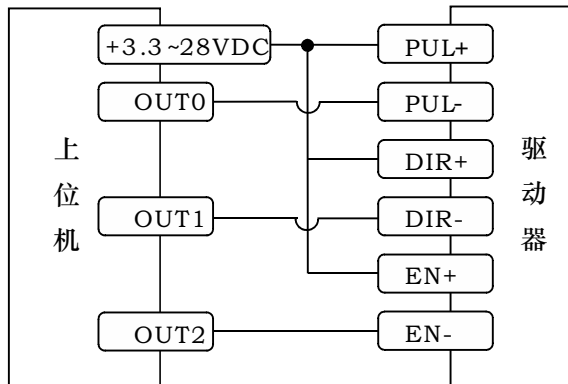 +3.3~28VDC
PUL+
OUT0
PUL-
DIR+
上位机
驱动器
OUT1
DIR-
EN+
OUT2
EN-